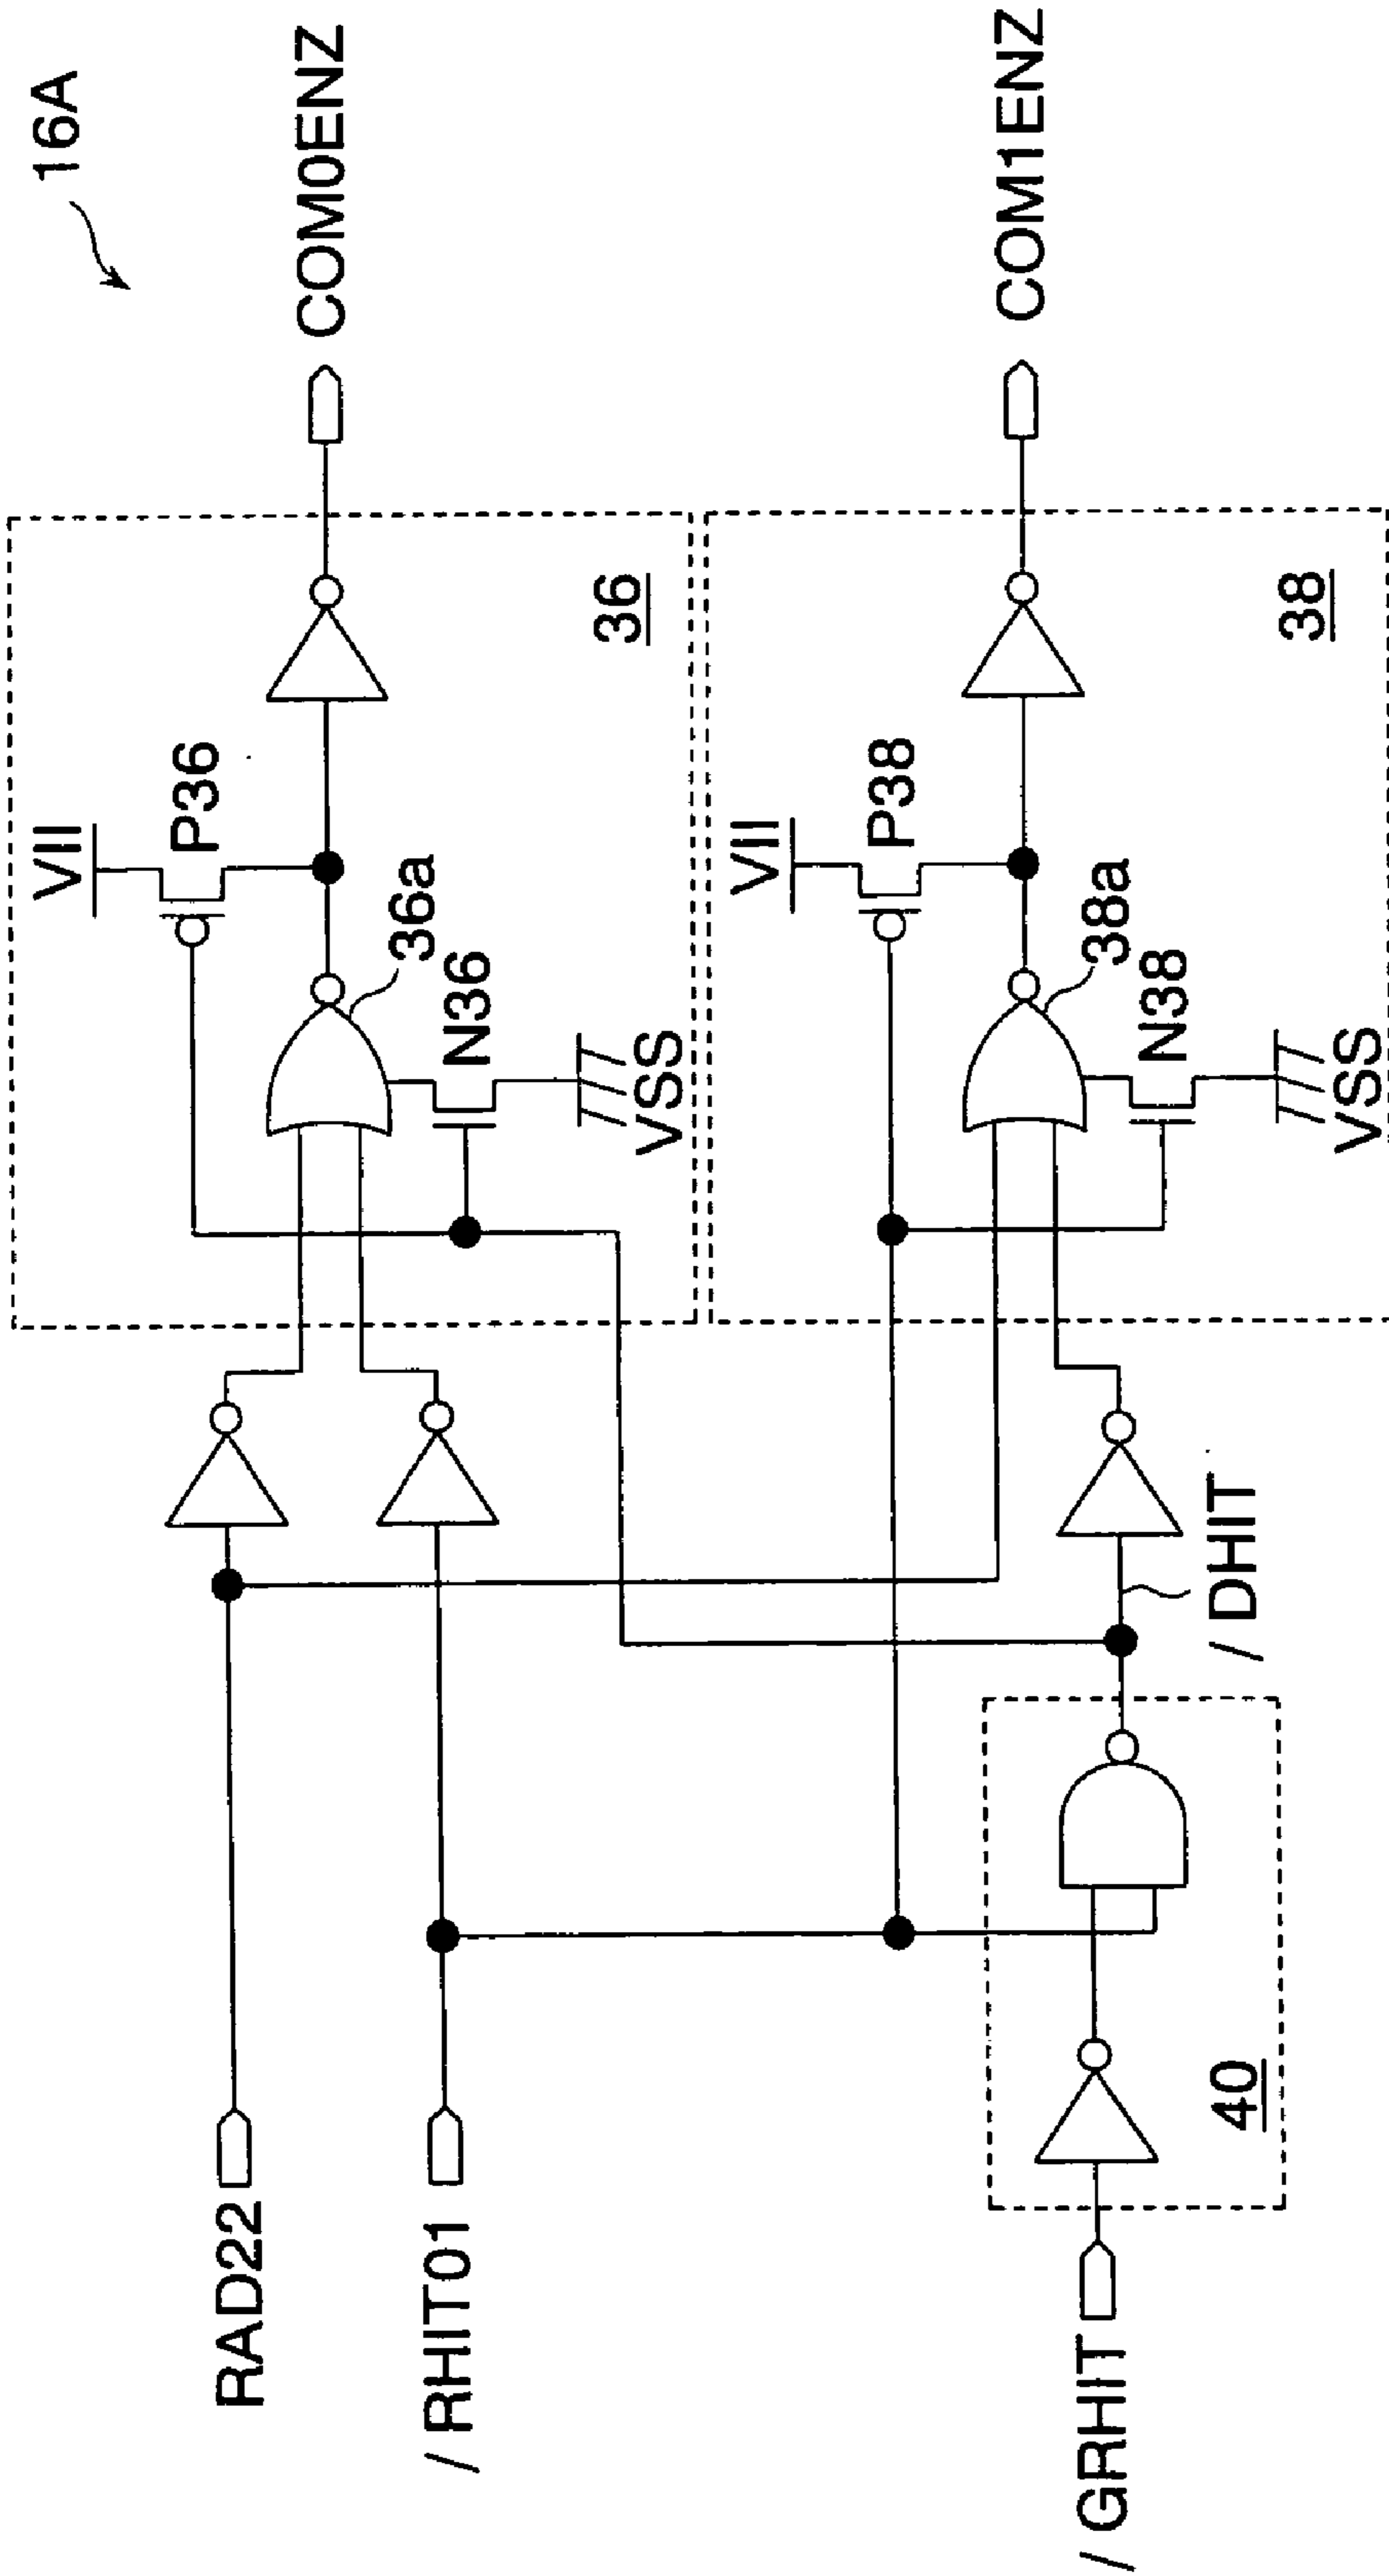 16A
RAD22
/ RHIT01
/ GRHIT
40
/ DHIT
VII
P36
36a
N36
VSS
36
COM0ENZ
VII
P38
38a
N38
VSS
38
COM1ENZ